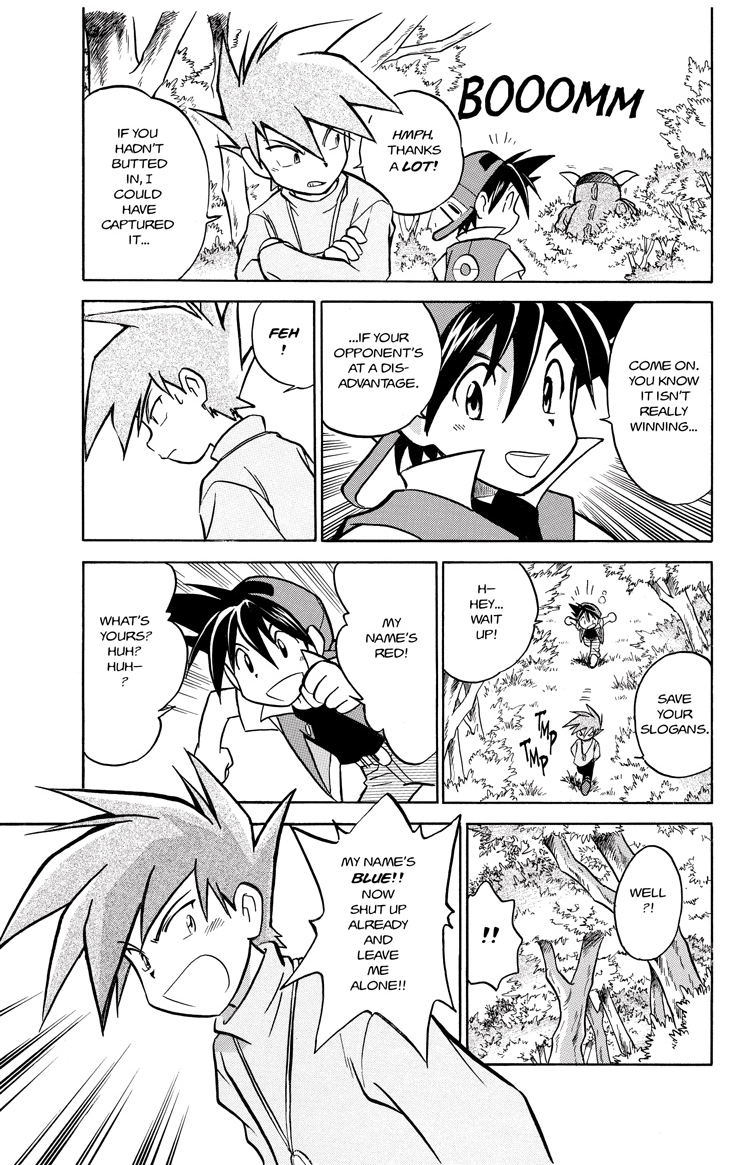 BOOOMM
HMPH.
THANKS
A LOT!
IF YOU
HADN'T
BUTTED
IN, I
COULD
HAVE
CAPTURED
IT...
COME ON.
YOU KNOW
IT ISN'T
REALLY
WINNING...
...IF YOUR
OPPONENT'S
AT A DIS-
ADVANTAGE.
FEH
!
H-
HEY...
WAIT
UP!
SAVE
YOUR
SLOGANS.
TMP
TMP
MY
NAME'S
RED!
WHAT'S
YOURS?
HUH?
HUH-
?
WELL
?!
!!
MY NAME'S
BLUE!!
NOW
SHUT UP
ALREADY
AND
LEAVE
ME
ALONE!!